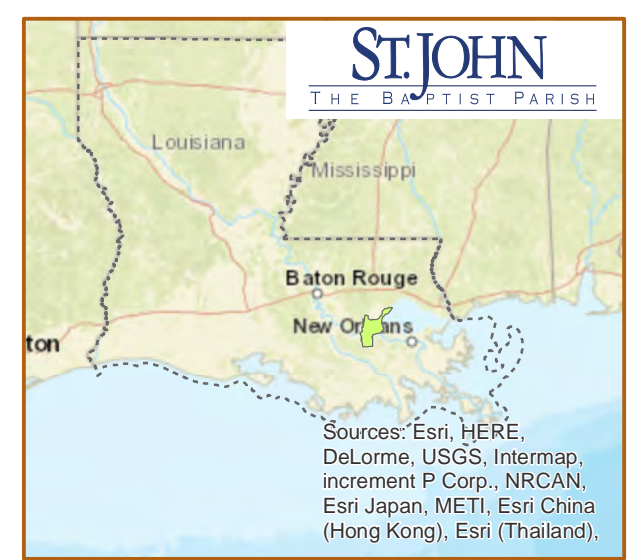 ST. JOHN
THE BAPTIST PARISH
Louisiana
Mississippi
Baton Rouge
New Orleans
ton
Sources: Esri, HERE,
DeLorme, USGS, Intermap,
increment P Corp., NRCAN,
Esri Japan, METI, Esri China
(Hong Kong), Esri (Thailand),